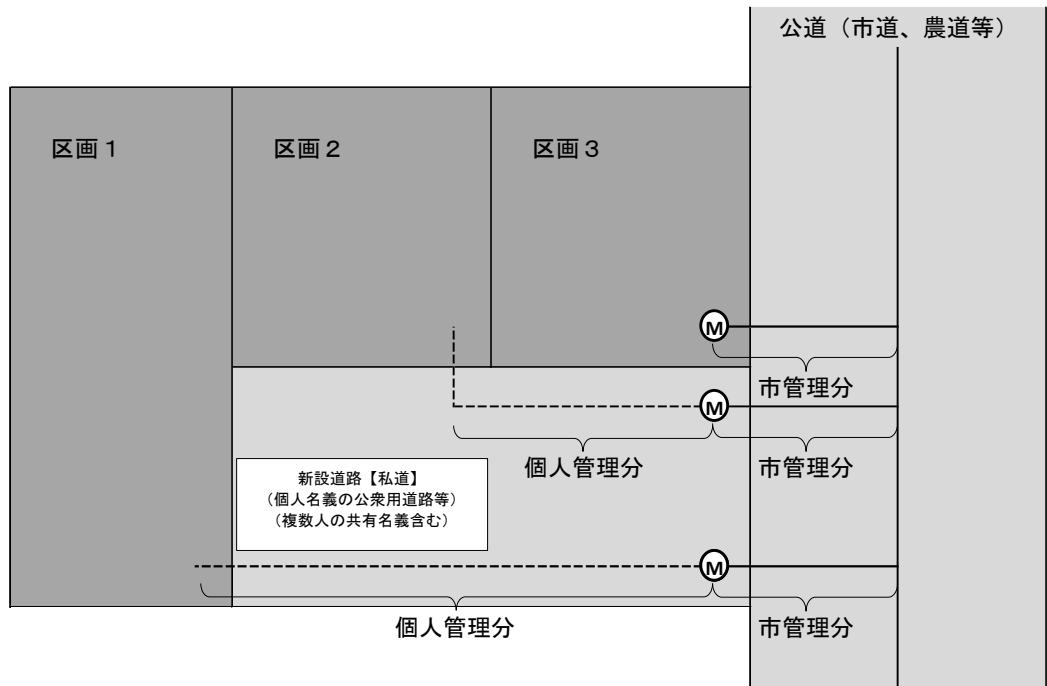 公道（市道、農道等）
区画１
区画２
区画３
M
市管理分
M
個人管理分
市管理分
新設道路【私道】
（個人名義の公衆用道路等）
（複数人の共有名義含む）
M
個人管理分
市管理分